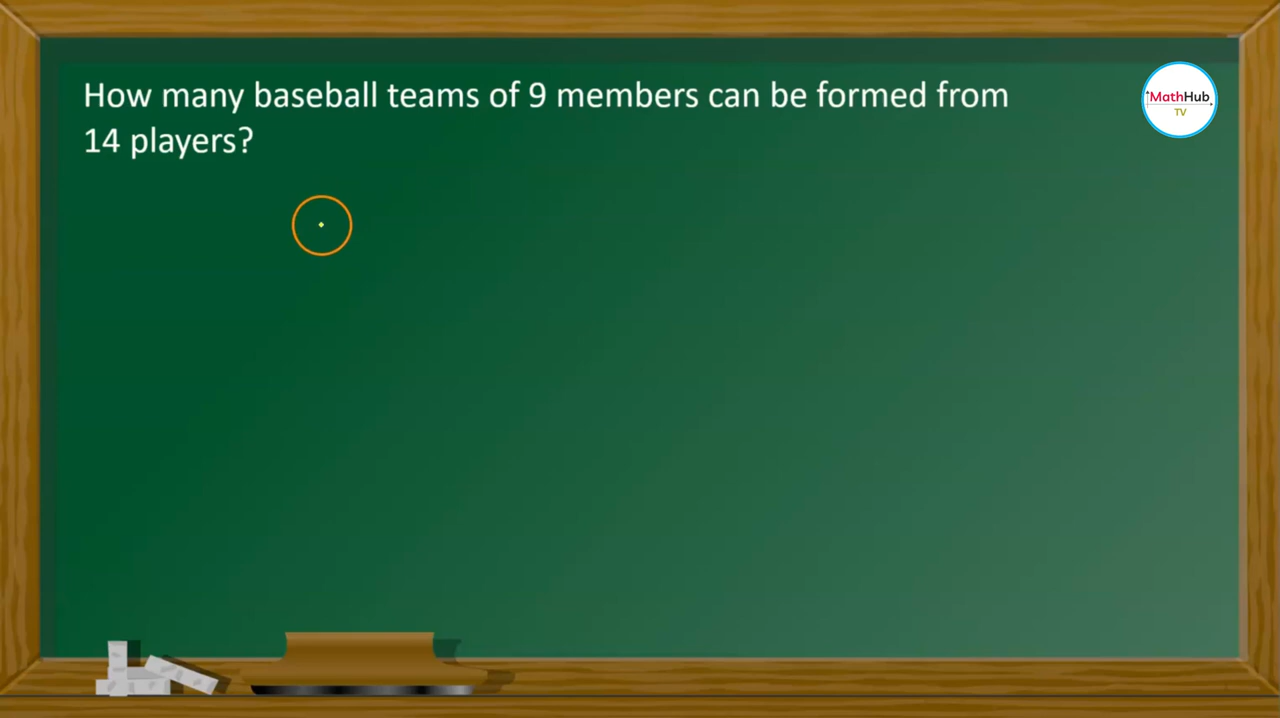 How many baseball teams of 9 members can be formed from
14 players?
MathHub
TV